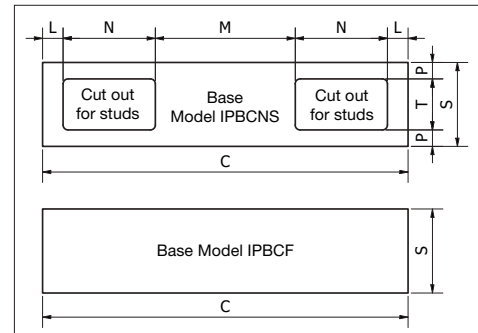 L N M N L
Cut out
for studs
Base
Model IPBCNS
Cut out
for studs
P
T
P
S
C
Base Model IPBCF
S
C